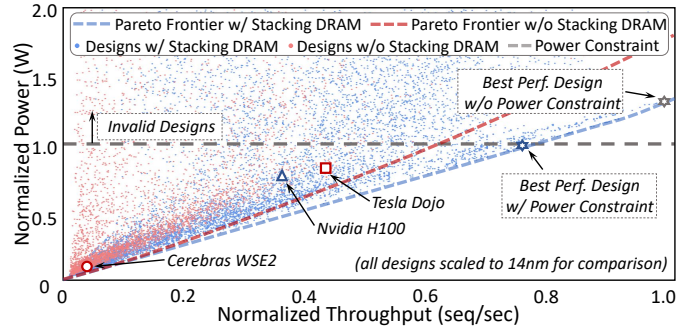 2.0
Pareto Frontier w/ Stacking DRAM
Pareto Frontier w/o Stacking DRAM
Designs w/ Stacking DRAM
Designs w/o Stacking DRAM
Power Constraint
Normalized Power (W)
1.5
Best Perf. Design
w/o Power Constraint
Invalid Designs
1.0
Best Perf. Design
w/ Power Constraint
Tesla Dojo
0.5
Nvidia H100
Cerebras WSE2
(all designs scaled to 14nm for comparison)
0
0
0.2
0.4
0.6
0.8
1.0
Normalized Throughput (seq/sec)